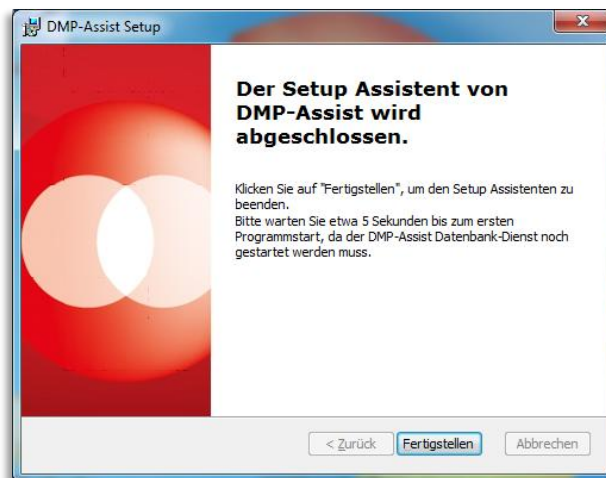 DMP-Assist Setup
Der Setup Assistent von
DMP-Assist wird
abgeschlossen.
Klicken Sie auf "Fertigstellen", um den Setup Assistenten zu
beenden.
Bitte warten Sie etwa 5 Sekunden bis zum ersten
Programmstart, da der DMP-Assist Datenbank-Dienst noch
gestartet werden muss.
< Zurück Fertigstellen Abbrechen